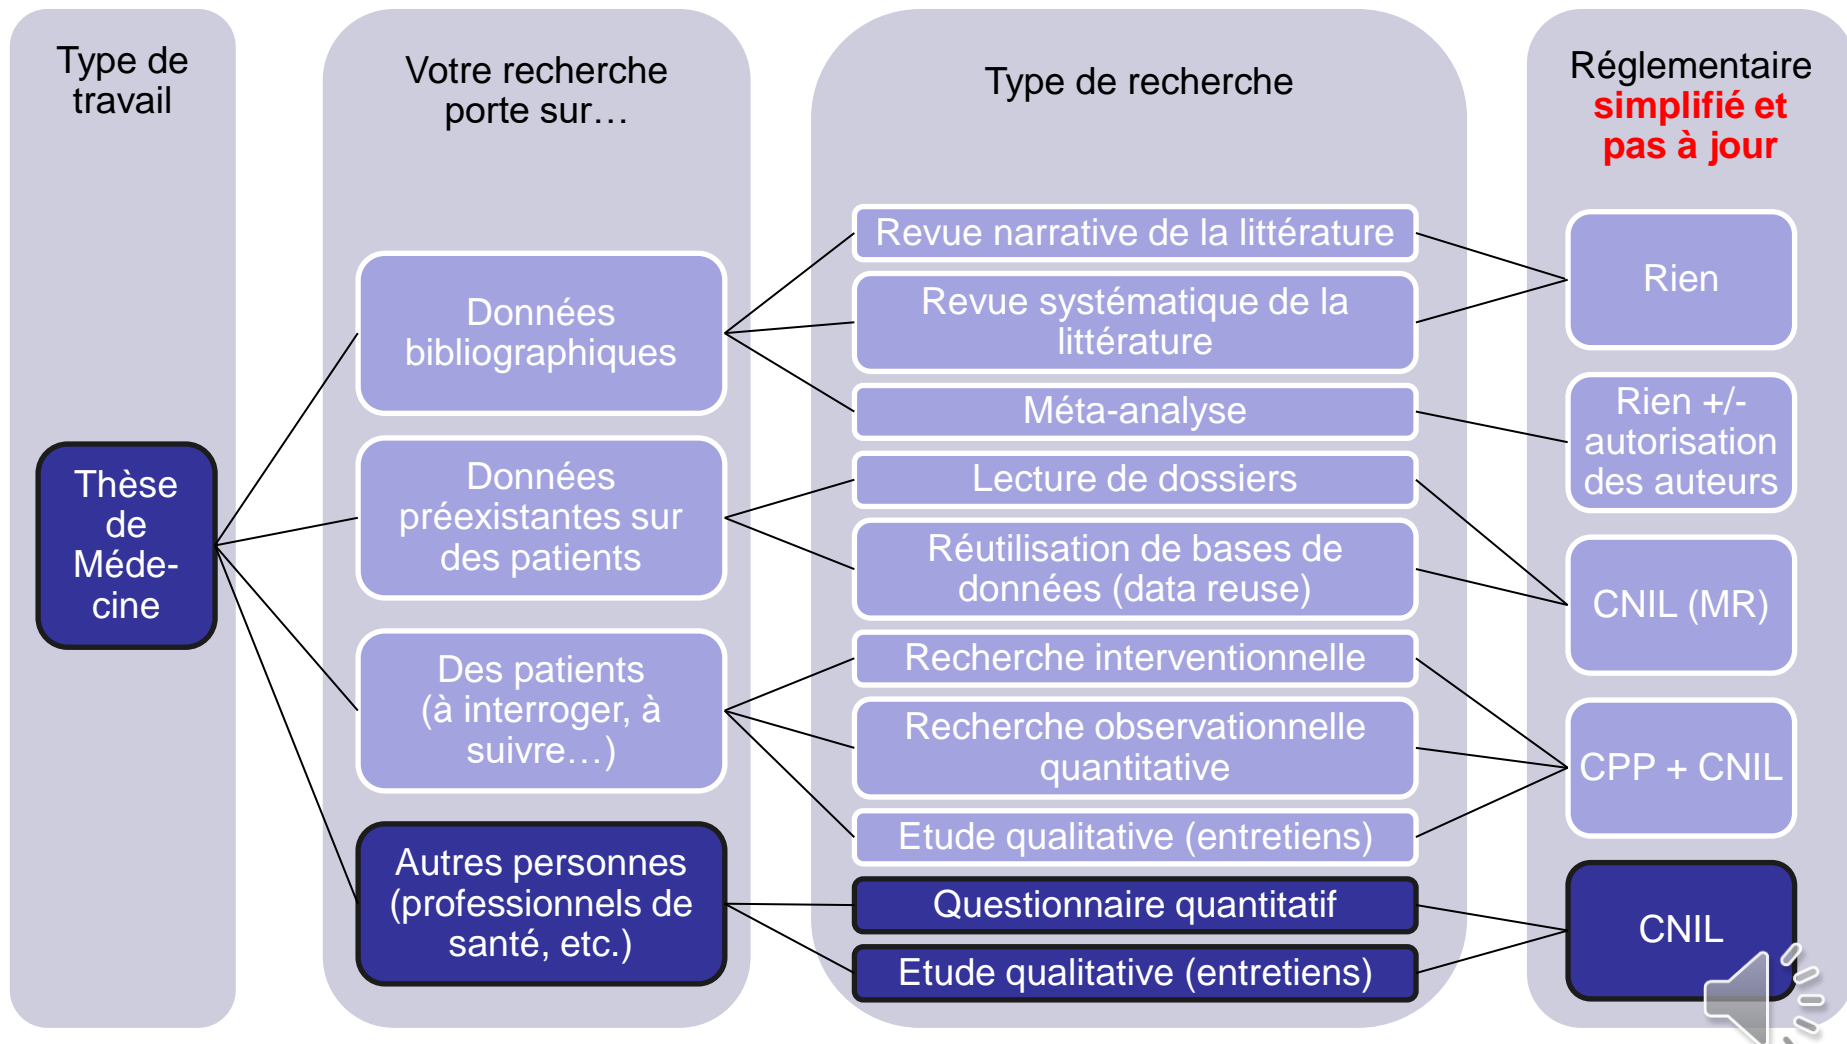 Type de
travail
Votre recherche
porte sur…
Type de recherche
Réglementaire
simplifié et
pas à jour
Thèse
de
Méde-
cine
Données
bibliographiques
Données
préexistantes sur
des patients
Des patients
(à interroger, à
suivre…)
Autres personnes
(professionnels de
santé, etc.)
Revue narrative de la littérature
Revue systématique de la
littérature
Méta-analyse
Lecture de dossiers
Réutilisation de bases de
données (data reuse)
Recherche interventionnelle
Recherche observationnelle
quantitative
Etude qualitative (entretiens)
Questionnaire quantitatif
Etude qualitative (entretiens)
Rien
Rien +/-
autorisation
des auteurs
CNIL (MR)
CPP + CNIL
CNIL